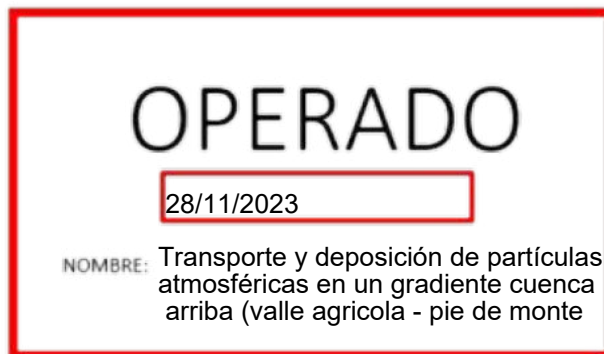 OPERADO
28/11/2023
NOMBRE: Transporte y deposición de partículas
atmosféricas en un gradiente cuenca
arriba (valle agricola - pie de monte